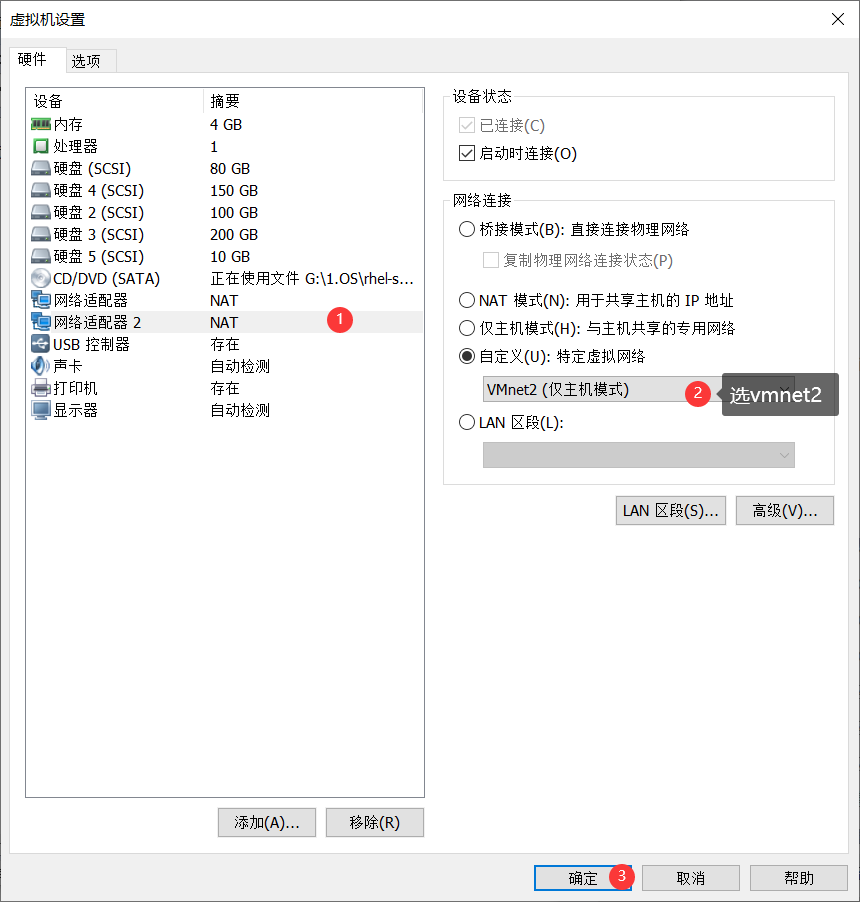 虚拟机设置
硬件 选项
设备 摘要
内存 4 GB
处理器 1
硬盘 (SCSI) 80 GB
硬盘 4 (SCSI) 150 GB
硬盘 2 (SCSI) 100 GB
硬盘 3 (SCSI) 200 GB
硬盘 5 (SCSI) 10 GB
CD/DVD (SATA) 正在使用文件 G:\1.OS\rhel-s...
网络适配器 NAT
网络适配器 2 NAT 1
USB 控制器 存在
声卡 自动检测
打印机 存在
显示器 自动检测
添加(A)... 移除(R)
设备状态
已连接(C)
启动时连接(O)
网络连接
桥接模式(B): 直接连接物理网络
复制物理网络连接状态(P)
NAT 模式(N): 用于共享主机的 IP 地址
仅主机模式(H): 与主机共享的专用网络
自定义(U): 特定虚拟网络
VMnet2 (仅主机模式) 2 选vmnet2
LAN 区段(L):
LAN 区段(S)... 高级(V)...
确定 3 取消 帮助